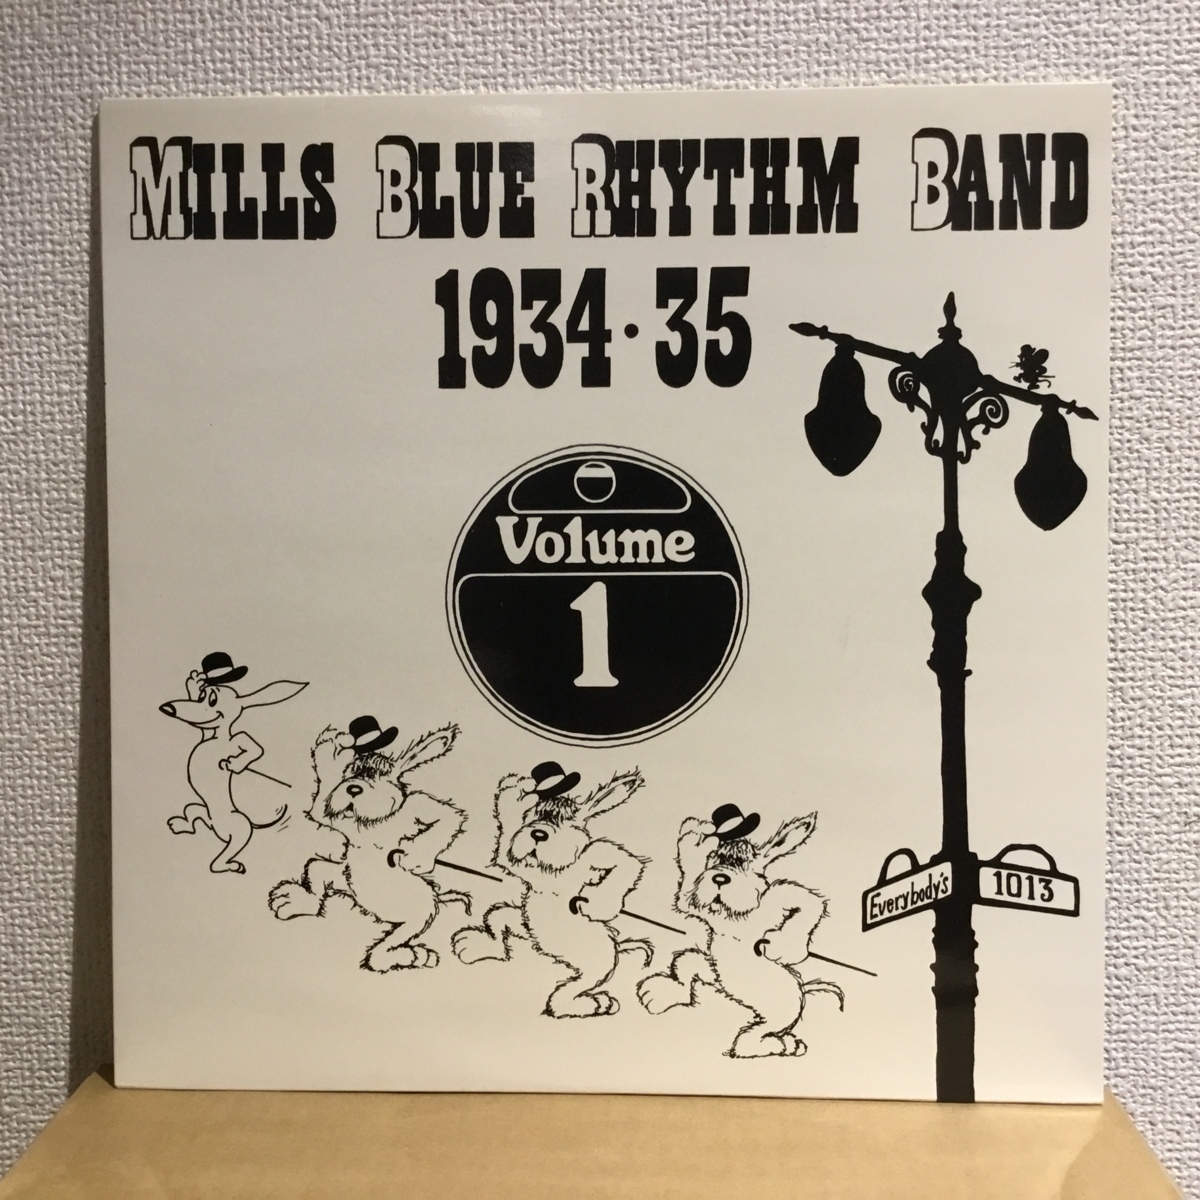 MILLS BLUE RHYTHM BAND
1934·35
Volume
1
Everybody's
1013